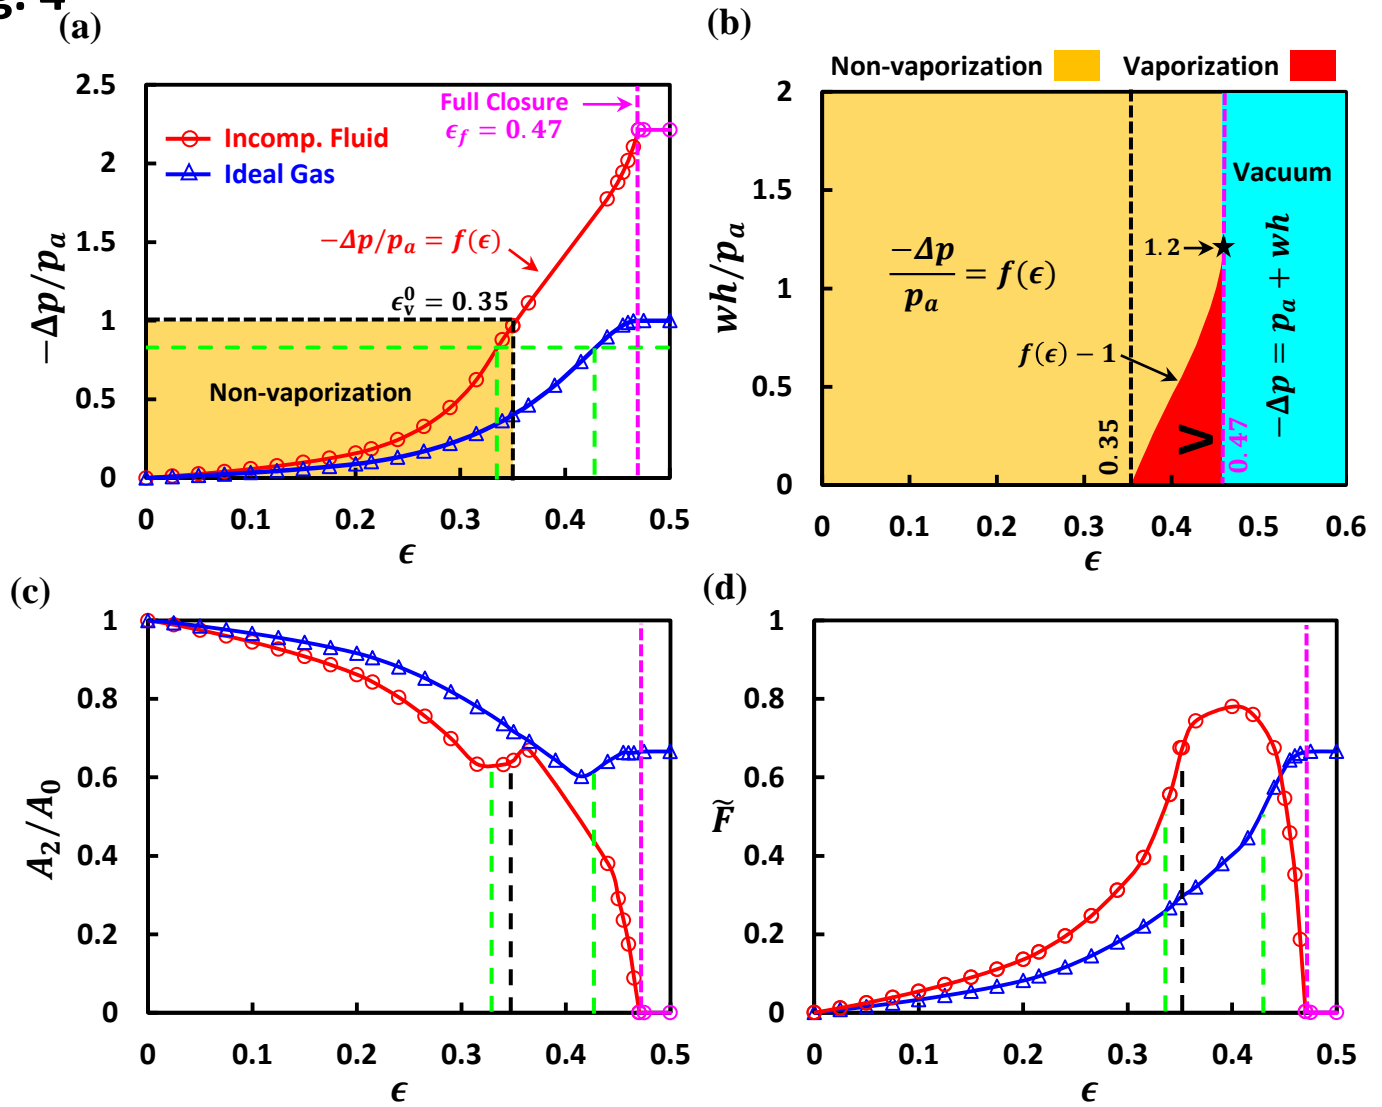 g. 4
(a)
2.5
2
1.5
1
0.5
0
0
0.1
0.2
0.3
0.4
0.5
−Δp/p_a
ϵ
Incomp. Fluid
Ideal Gas
Full Closure
ϵ_f = 0.47
−Δp/p_a = f(ϵ)
ϵ_v^0 = 0.35
Non-vaporization
(b)
Non-vaporization
Vaporization
2
1.5
1
0.5
0
0
0.1
0.2
0.3
0.4
0.5
0.6
wh/p_a
ϵ
−Δp/p_a = f(ϵ)
1.2
f(ϵ) − 1
0.35
V
0.47
Vacuum
−Δp = p_a + wh
(c)
1
0.8
0.6
0.4
0.2
0
0
0.1
0.2
0.3
0.4
0.5
A_2/A_0
ϵ
(d)
1
0.8
0.6
0.4
0.2
0
0
0.1
0.2
0.3
0.4
0.5
F̃
ϵ